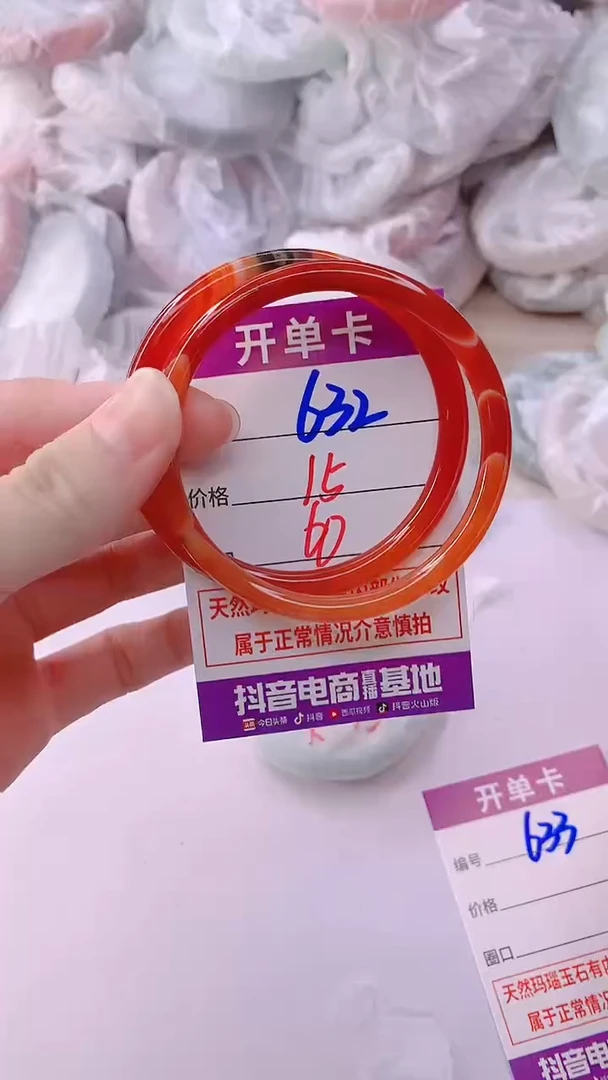 开单卡
632
价格
15
60
天然
属于正常情况介意慎拍
抖音电商直播基地
今日头条 抖音 西瓜视频 抖音火山版
开单卡
编号 633
价格
圈口
天然玛瑙玉石有
属于正常情
抖音电